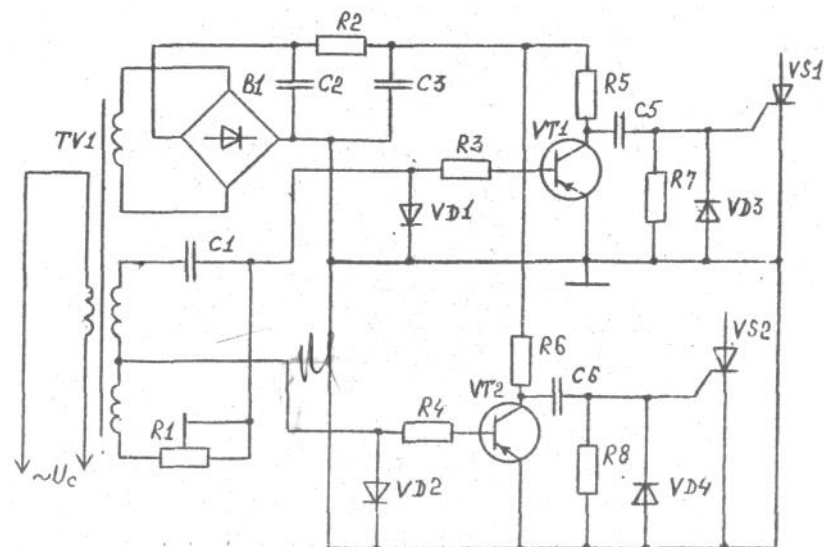 R2
B1
C2
C3
R5
VS1
TV1
VT1
C5
R3
R7
VD1
VD3
C1
VS2
R6
C6
VT2
R4
R1
R8
~Uc
VD2
VD4